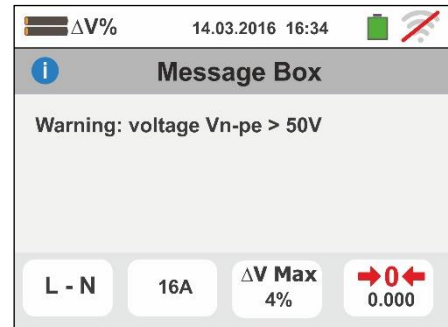 ΔV% 14.03.2016 16:34
i Message Box
Warning: voltage Vn-pe > 50V
L - N
16A
ΔV Max
4%
➔0←
0.000